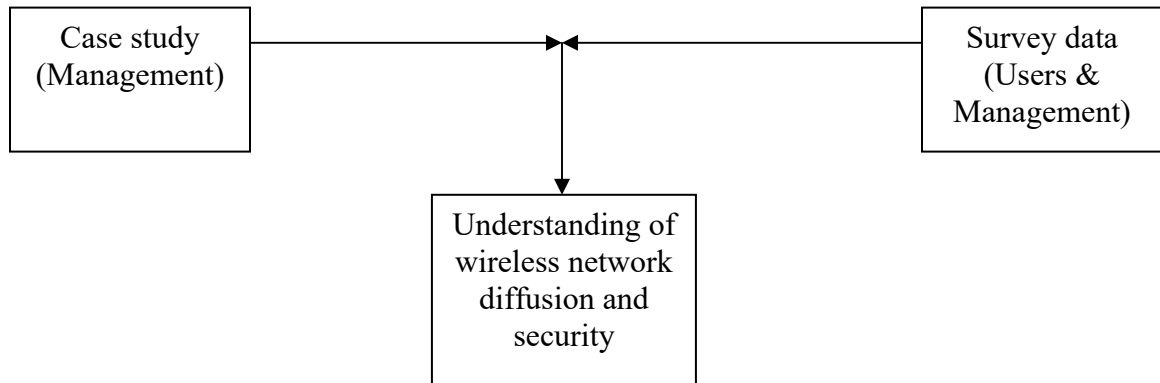 Case study
(Management)
Survey data
(Users &
Management)
Understanding of
wireless network
diffusion and
security